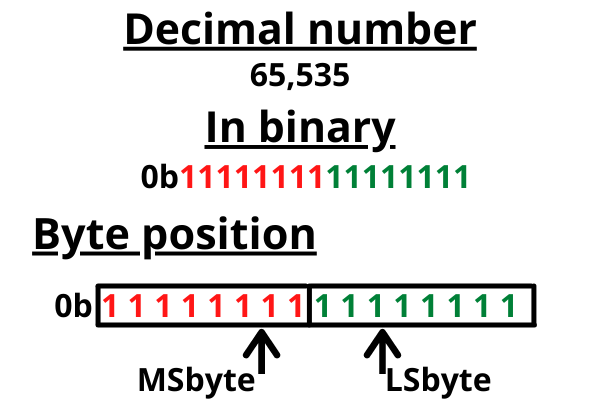 Decimal number
65,535
In binary
0b1111111111111111
Byte position
0b 1 1 1 1 1 1 1 1 1 1 1 1 1 1 1 1
MSbyte LSbyte